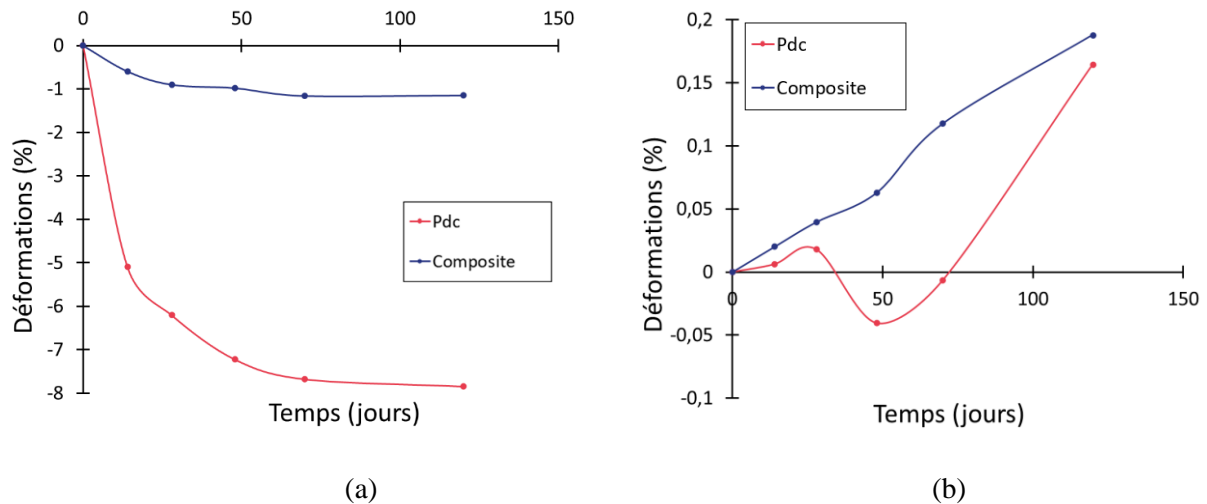 0 50 100 150
0
-1
-2
-3
-4
-5
-6
-7
-8
Déformations (%)
Pdc
Composite
Temps (jours)
(a)
0,2
0,15
0,1
0,05
0
-0,05
-0,1
Déformations (%)
Pdc
Composite
0 50 100 150
Temps (jours)
(b)